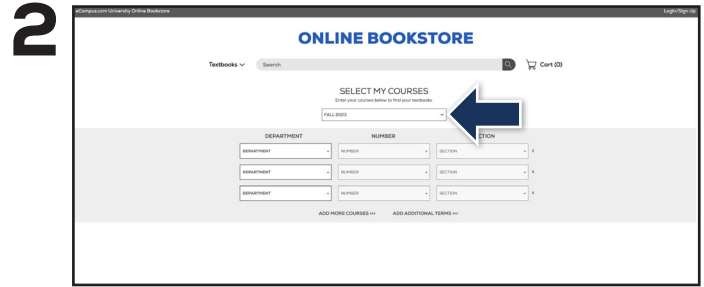 2
eCampus.com University Online Bookstore Login/Sign Up
ONLINE BOOKSTORE
Textbooks Search Cart (0)
SELECT MY COURSES
Enter your courses below to find your textbooks.
FALL 2023
DEPARTMENT NUMBER CTION
DEPARTMENT NUMBER SECTION X
DEPARTMENT NUMBER SECTION X
DEPARTMENT NUMBER SECTION X
ADD MORE COURSES >>> ADD ADDITIONAL TERMS >>>